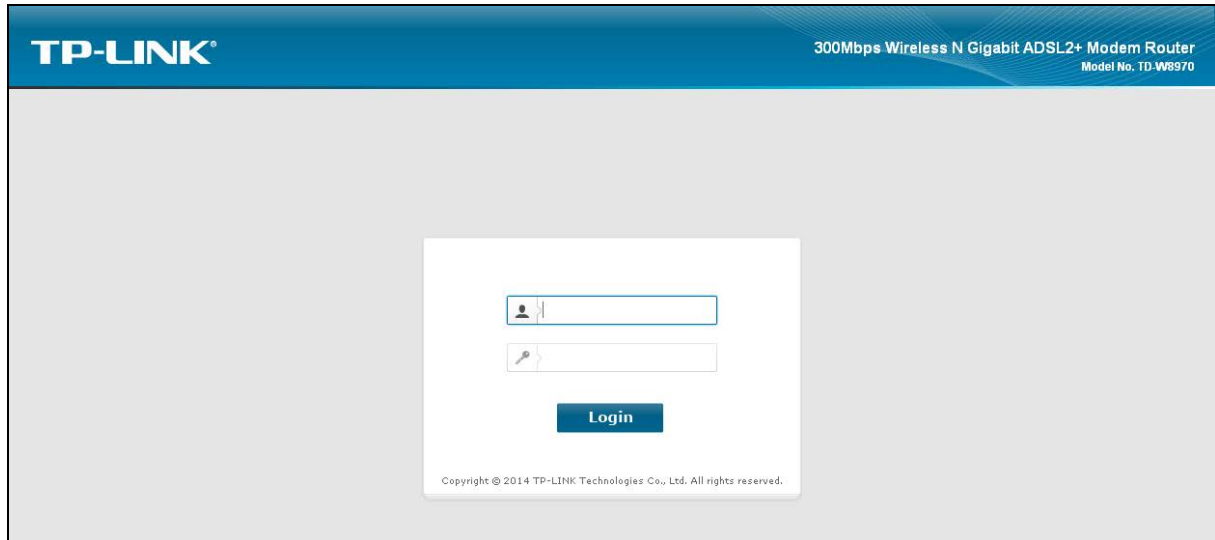 TP-LINK®
300Mbps Wireless N Gigabit ADSL2+ Modem Router
Model No. TD-W8970
Login
Copyright © 2014 TP-LINK Technologies Co., Ltd. All rights reserved.